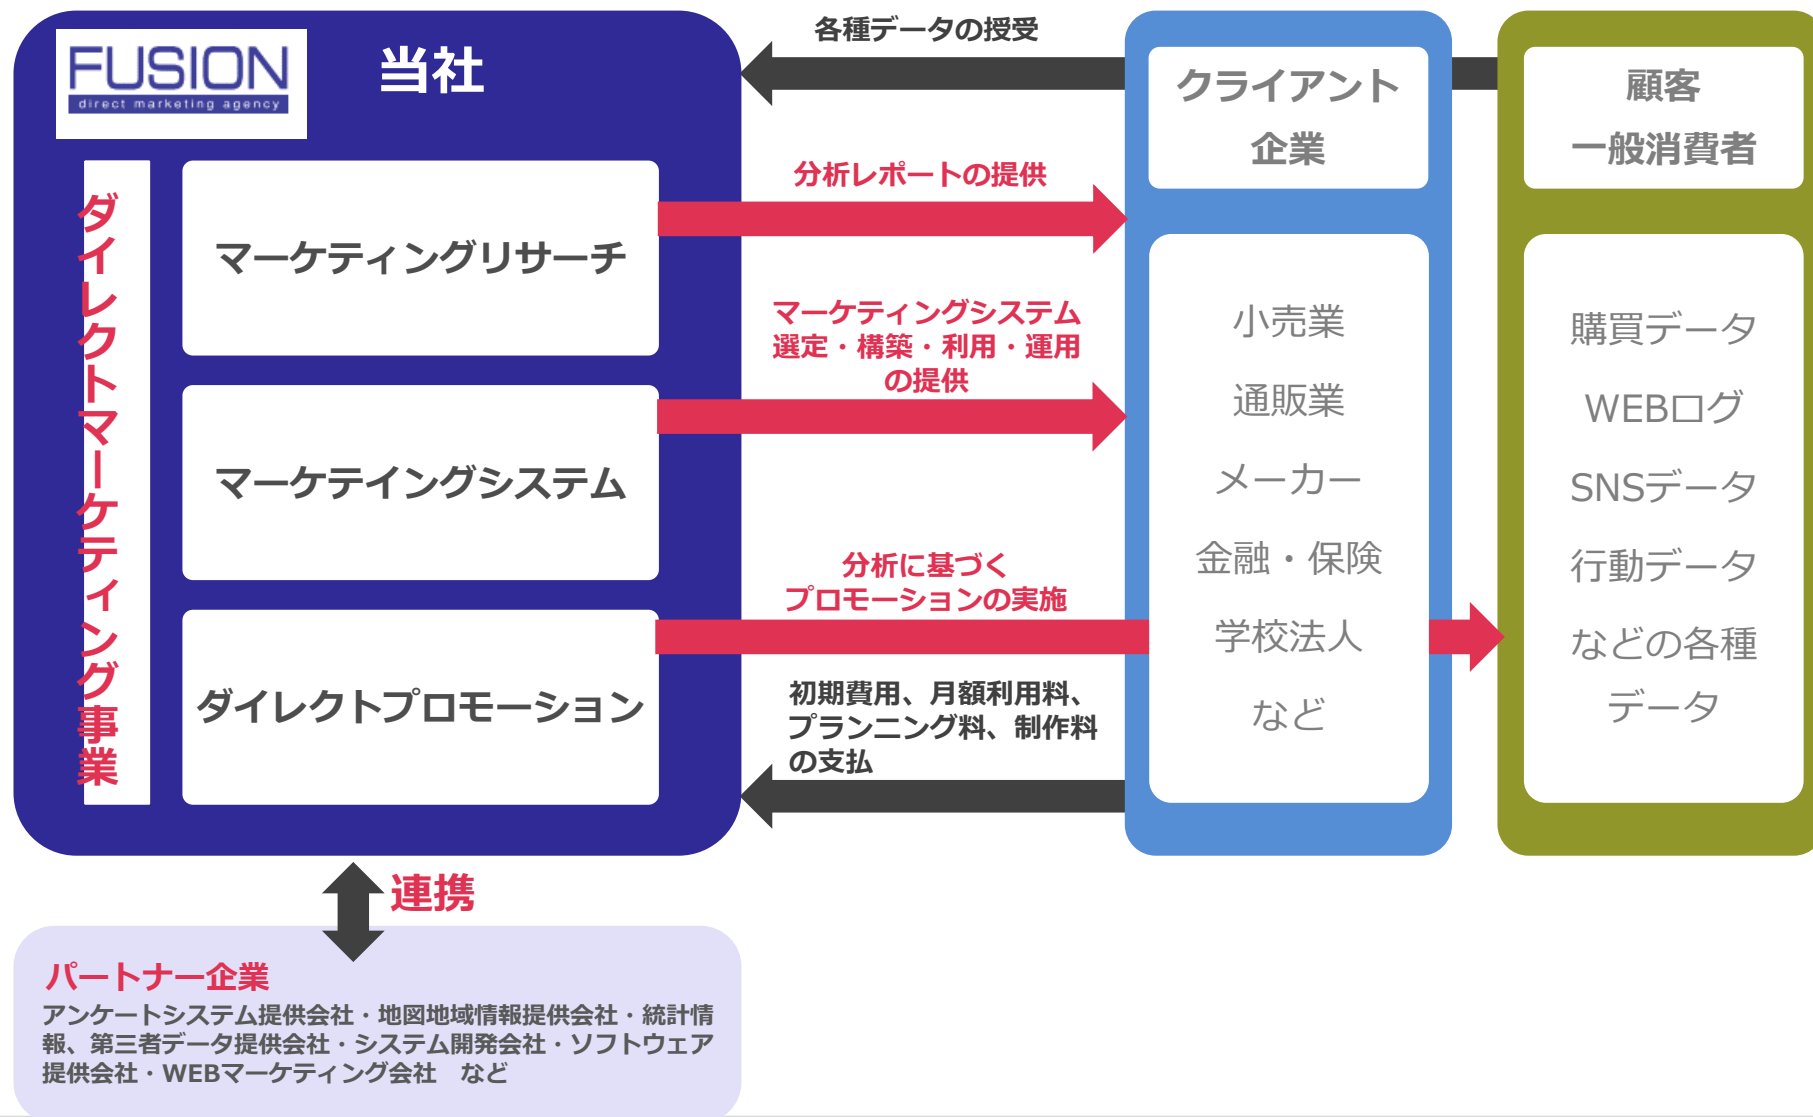 FUSION
direct marketing agency
当社
ダイレクトマーケティング事業
マーケティングリサーチ
マーケテイングシステム
ダイレクトプロモーション
各種データの授受
分析レポートの提供
マーケティングシステム
選定・構築・利用・運用
の提供
分析に基づく
プロモーションの実施
初期費用、月額利用料、
プランニング料、制作料
の支払
クライアント
企業
小売業
通販業
メーカー
金融・保険
学校法人
など
顧客
一般消費者
購買データ
WEBログ
SNSデータ
行動データ
などの各種
データ
連携
パートナー企業
アンケートシステム提供会社・地図地域情報提供会社・統計情
報、第三者データ提供会社・システム開発会社・ソフトウェア
提供会社・WEBマーケティング会社　など